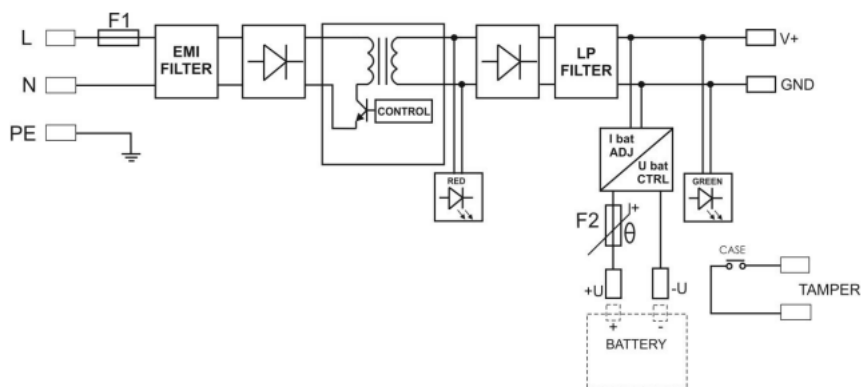 F1
L
EMI
FILTER
LP
FILTER
V+
N
CONTROL
GND
PE
I bat
ADJ
U bat
CTRL
RED
GREEN
F2
I+
θ
CASE
+U
-U
TAMPER
+ -
BATTERY